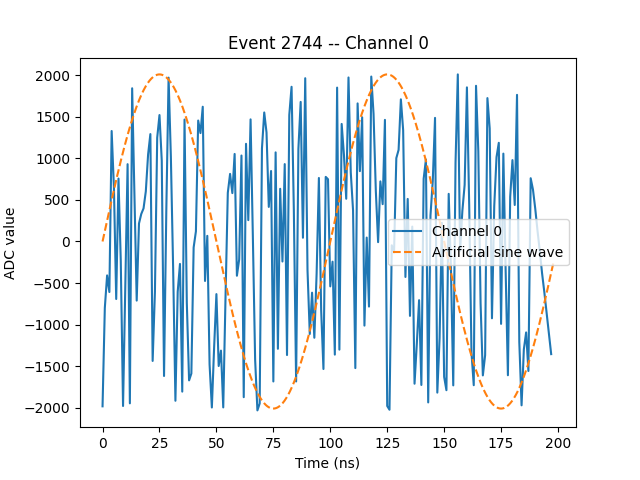 Event 2744 -- Channel 0
ADC value
2000
1500
1000
500
0
−500
−1000
−1500
−2000
Channel 0
Artificial sine wave
0 25 50 75 100 125 150 175 200
Time (ns)